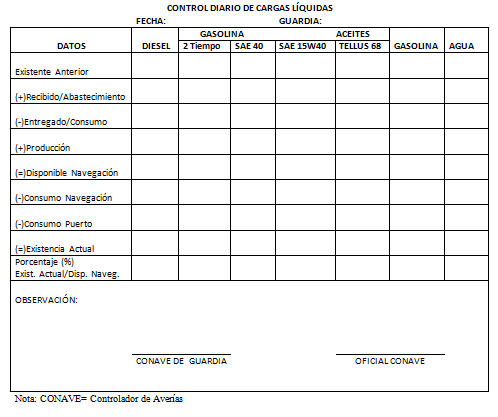 CONTROL DIARIO DE CARGAS LÍQUIDAS
FECHA: GUARDIA:
GASOLINA ACEITES
DATOS DIESEL 2 Tiempo SAE 40 SAE 15W40 TELLUS 68 GASOLINA AGUA
Existente Anterior
(+)Recibido/Abastecimiento
(-)Entregado/Consumo
(+)Producción
(=)Disponible Navegación
(-)Consumo Navegación
(-)Consumo Puerto
(=)Existencia Actual
Porcentaje (%)
Exist. Actual/Disp. Naveg.
OBSERVACIÓN:
CONAVE DE GUARDIA OFICIAL CONAVE
Nota: CONAVE= Controlador de Averías